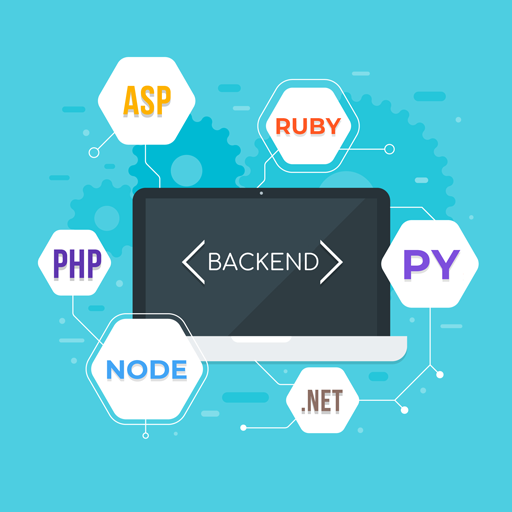 ASP
RUBY
<BACKEND>
PHP
PY
NODE
.NET